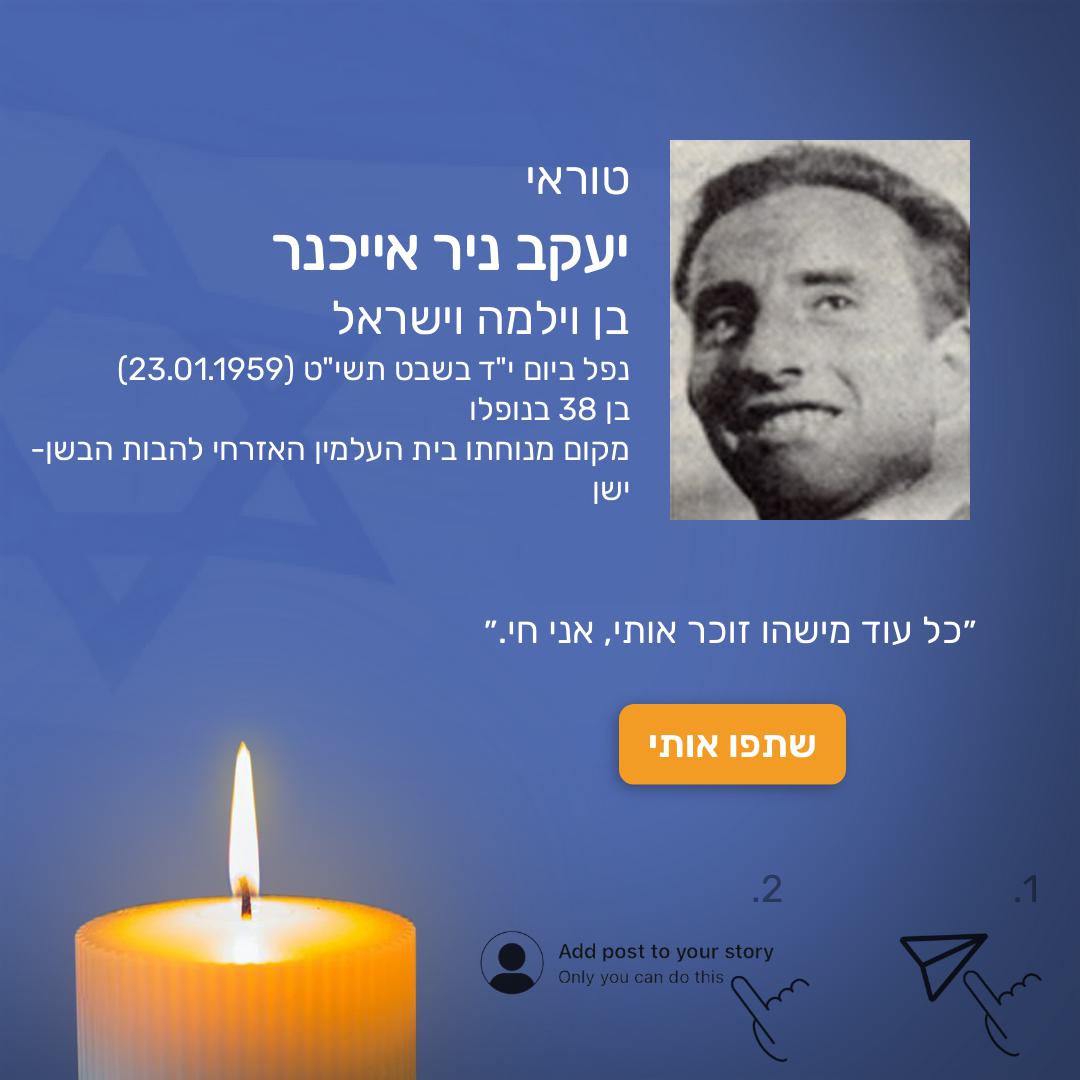 טוראי
יעקב ניר אייכנר
בן וילמה וישראל
נפל ביום י"ד בשבט תשי"ט (23.01.1959)
בן 38 בנופלו
מקום מנוחתו בית העלמין האזרחי להבות הבשן-
ישן
״כל עוד מישהו זוכר אותי, אני חי.״
שתפו אותי
1.
2.
Add post to your story
Only you can do this